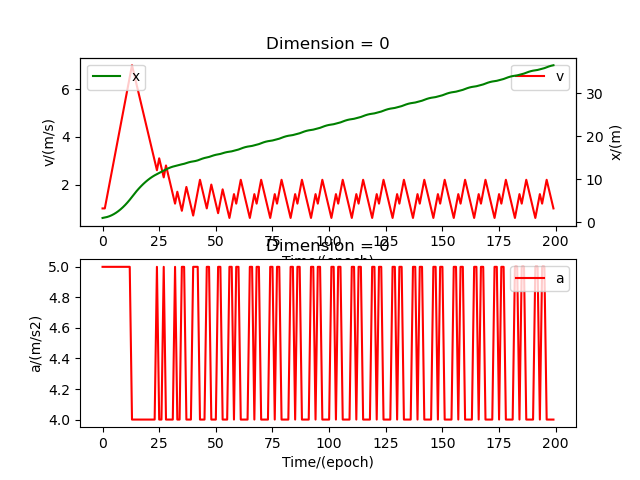 Dimension = 0
x
v
v/(m/s)
6
4
2
x/(m)
30
20
10
0
0 25 50 75 100 125 150 175 200
Time/(epoch)
Dimension = 0
a
a/(m/s2)
5.0
4.8
4.6
4.4
4.2
4.0
0 25 50 75 100 125 150 175 200
Time/(epoch)